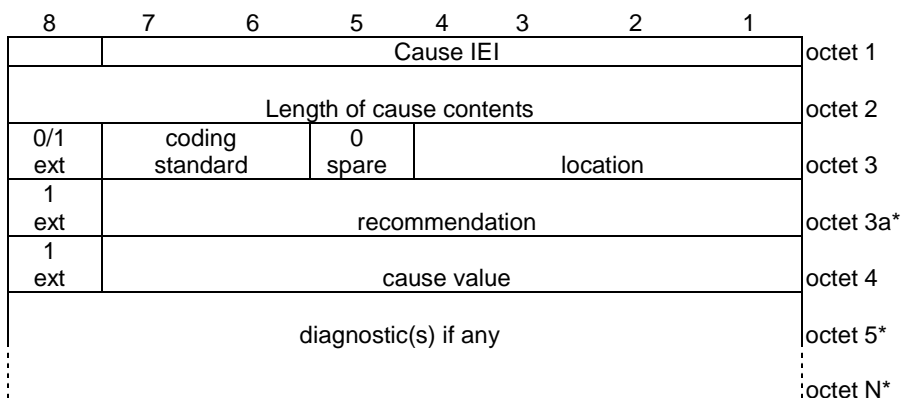 8 7 6 5 4 3 2 1
Cause IEI octet 1
Length of cause contents octet 2
0/1 coding 0
ext standard spare location octet 3
1
ext recommendation octet 3a*
1
ext cause value octet 4
diagnostic(s) if any octet 5*
octet N*